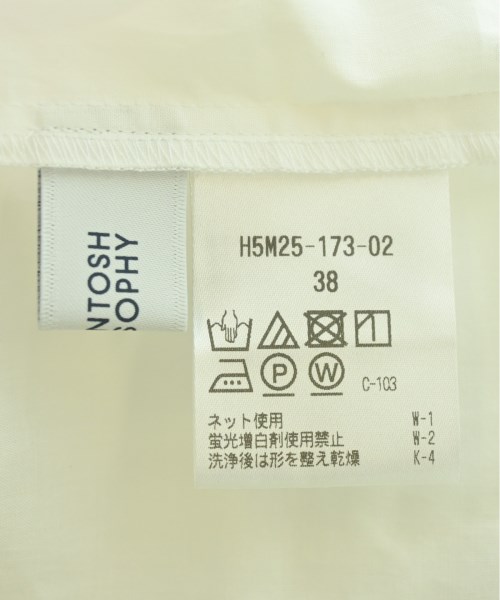 NTOSH
SOPHY
H5M25-173-02
38
P W C-103
ネット使用 W-1
蛍光増白剤使用禁止 W-2
洗浄後は形を整え乾燥 K-4